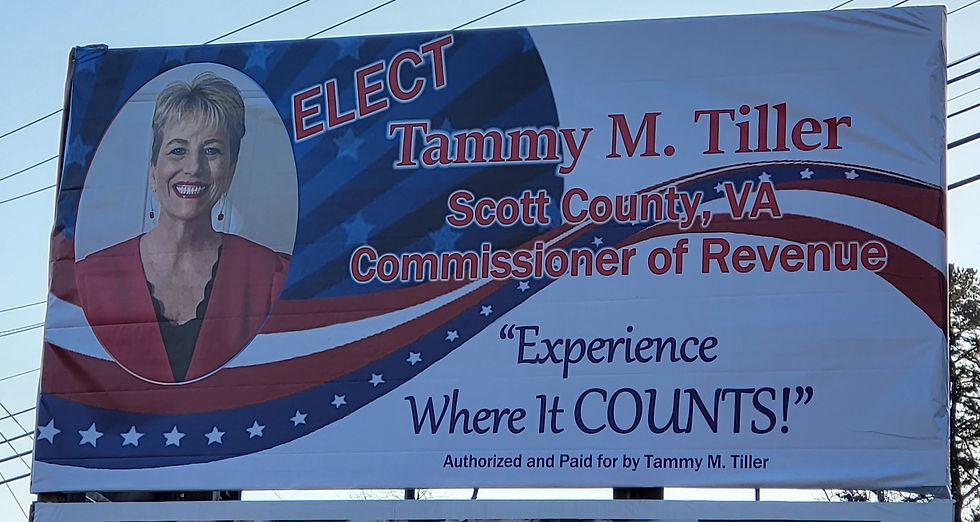 ELECT
Tammy M. Tiller
Scott County, VA
Commissioner of Revenue
“Experience
Where It COUNTS!”
Authorized and Paid for by Tammy M. Tiller